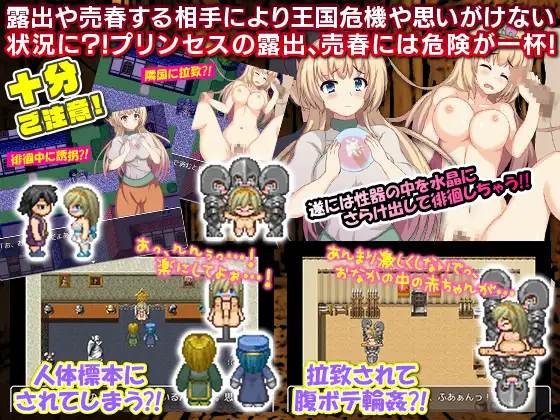 露出や売春する相手により王国危機や思いがけない
状況に?!プリンセスの露出、売春には危険が一杯!
十分
ご注意!
隣国に拉致?!
徘徊中に誘拐?!
遂には性器の中を水晶に
さらけ出して徘徊しちゃう!!
あっ、んんぅっ…!
楽にしてよぉ…!
あんまり激しくしないでっ、
おなかの中の赤ちゃんが…!
人体標本に
されてしまう?!
拉致されて
腹ボテ輪姦?!
ふあぁんっ!